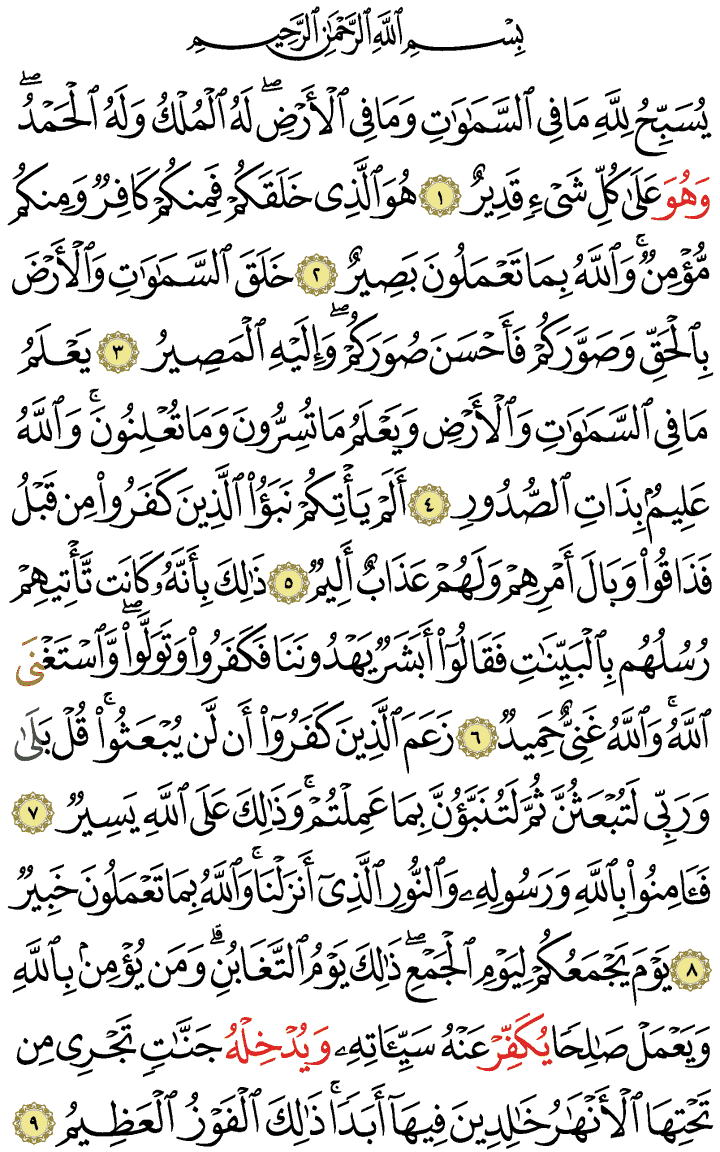 بِسْمِ ٱللَّهِ ٱلرَّحْمَٰنِ ٱلرَّحِيمِ
يُسَبِّحُ لِلَّهِ مَا فِي ٱلسَّمَٰوَٰتِ وَمَا فِي ٱلْأَرْضِۖ لَهُ ٱلْمُلْكُ وَلَهُ ٱلْحَمْدُۖ
وَهُوَ عَلَىٰ كُلِّ شَيْءٖ قَدِيرٌ ١ هُوَ ٱلَّذِي خَلَقَكُمْ فَمِنكُمْ كَافِرٞ وَمِنكُم
مُّؤْمِنٞۚ وَٱللَّهُ بِمَا تَعْمَلُونَ بَصِيرٌ ٢ خَلَقَ ٱلسَّمَٰوَٰتِ وَٱلْأَرْضَ
بِٱلْحَقِّ وَصَوَّرَكُمْ فَأَحْسَنَ صُوَرَكُمْۖ وَإِلَيْهِ ٱلْمَصِيرُ ٣ يَعْلَمُ
مَا فِي ٱلسَّمَٰوَٰتِ وَٱلْأَرْضِ وَيَعْلَمُ مَا تُسِرُّونَ وَمَا تُعْلِنُونَۚ وَٱللَّهُ
عَلِيمُۢ بِذَاتِ ٱلصُّدُورِ ٤ أَلَمْ يَأْتِكُمْ نَبَؤُاْ ٱلَّذِينَ كَفَرُواْ مِن قَبْلُ
فَذَاقُواْ وَبَالَ أَمْرِهِمْ وَلَهُمْ عَذَابٌ أَلِيمٞ ٥ ذَٰلِكَ بِأَنَّهُۥ كَانَت تَّأْتِيهِمْ
رُسُلُهُم بِٱلْبَيِّنَٰتِ فَقَالُوٓاْ أَبَشَرٞ يَهْدُونَنَا فَكَفَرُواْ وَتَوَلَّواْۖ وَّٱسْتَغْنَى
ٱللَّهُۚ وَٱللَّهُ غَنِيٌّ حَمِيدٞ ٦ زَعَمَ ٱلَّذِينَ كَفَرُوٓاْ أَن لَّن يُبْعَثُواْۚ قُلْ بَلَىٰ
وَرَبِّي لَتُبْعَثُنَّ ثُمَّ لَتُنَبَّؤُنَّ بِمَا عَمِلْتُمْۚ وَذَٰلِكَ عَلَى ٱللَّهِ يَسِيرٞ ٧
فَـَٔامِنُواْ بِٱللَّهِ وَرَسُولِهِۦ وَٱلنُّورِ ٱلَّذِيٓ أَنزَلْنَاۚ وَٱللَّهُ بِمَا تَعْمَلُونَ خَبِيرٞ
٨ يَوْمَ يَجْمَعُكُمْ لِيَوْمِ ٱلْجَمْعِۖ ذَٰلِكَ يَوْمُ ٱلتَّغَابُنِۗ وَمَن يُؤْمِنۢ بِٱللَّهِ
وَيَعْمَلْ صَٰلِحٗا يُكَفِّرْ عَنْهُ سَيِّـَٔاتِهِۦ وَيُدْخِلْهُ جَنَّٰتٖ تَجْرِي مِن
تَحْتِهَا ٱلْأَنْهَٰرُ خَٰلِدِينَ فِيهَآ أَبَدٗاۚ ذَٰلِكَ ٱلْفَوْزُ ٱلْعَظِيمُ ٩